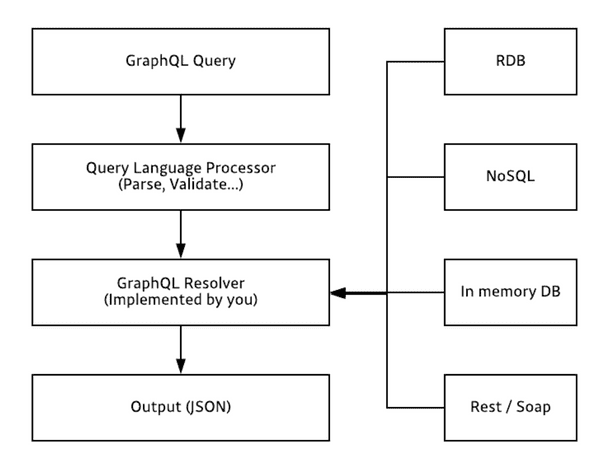 GraphQL Query
Query Language Processor
(Parse, Validate...)
GraphQL Resolver
(Implemented by you)
Output (JSON)
RDB
NoSQL
In memory DB
Rest / Soap